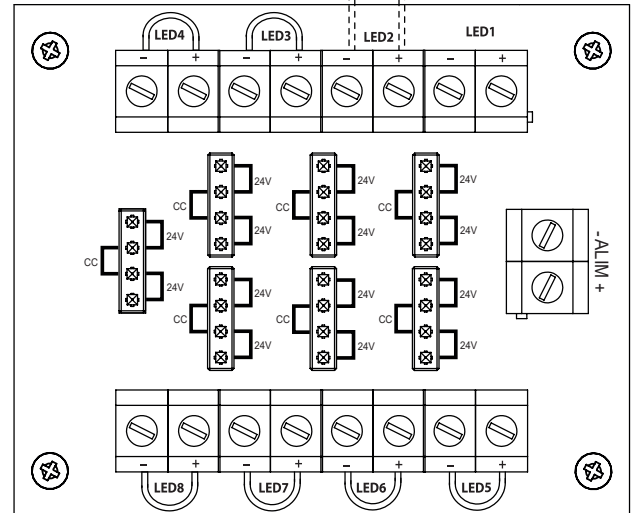 LED4 LED3 LED2 LED1
– + – + – + – +
24V 24V 24V
CC CC CC
24V 24V 24V
24V
CC
24V
24V 24V 24V
CC CC CC
24V 24V 24V
- ALIM +
– + – + – + – +
LED8 LED7 LED6 LED5